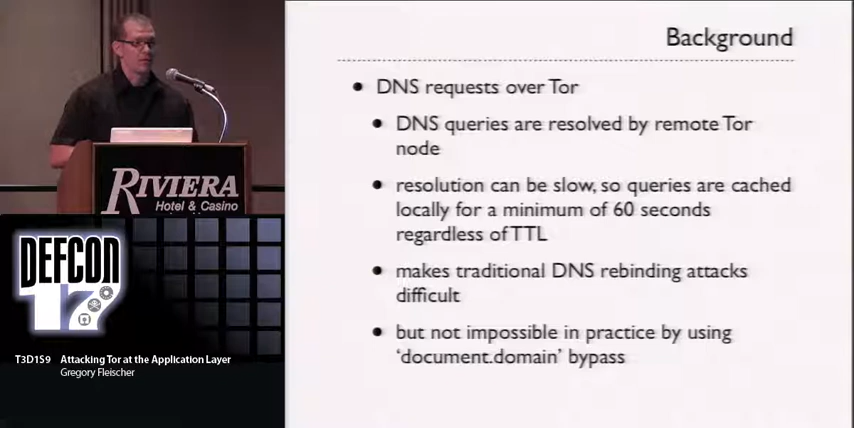 Background
• DNS requests over Tor
• DNS queries are resolved by remote Tor
node
• resolution can be slow, so queries are cached
locally for a minimum of 60 seconds
regardless of TTL
• makes traditional DNS rebinding attacks
difficult
• but not impossible in practice by using
‘document.domain’ bypass
RIVIERA
Hotel & Casino
DEFCON
17
T3D1S9 Attacking Tor at the Application Layer
Gregory Fleischer